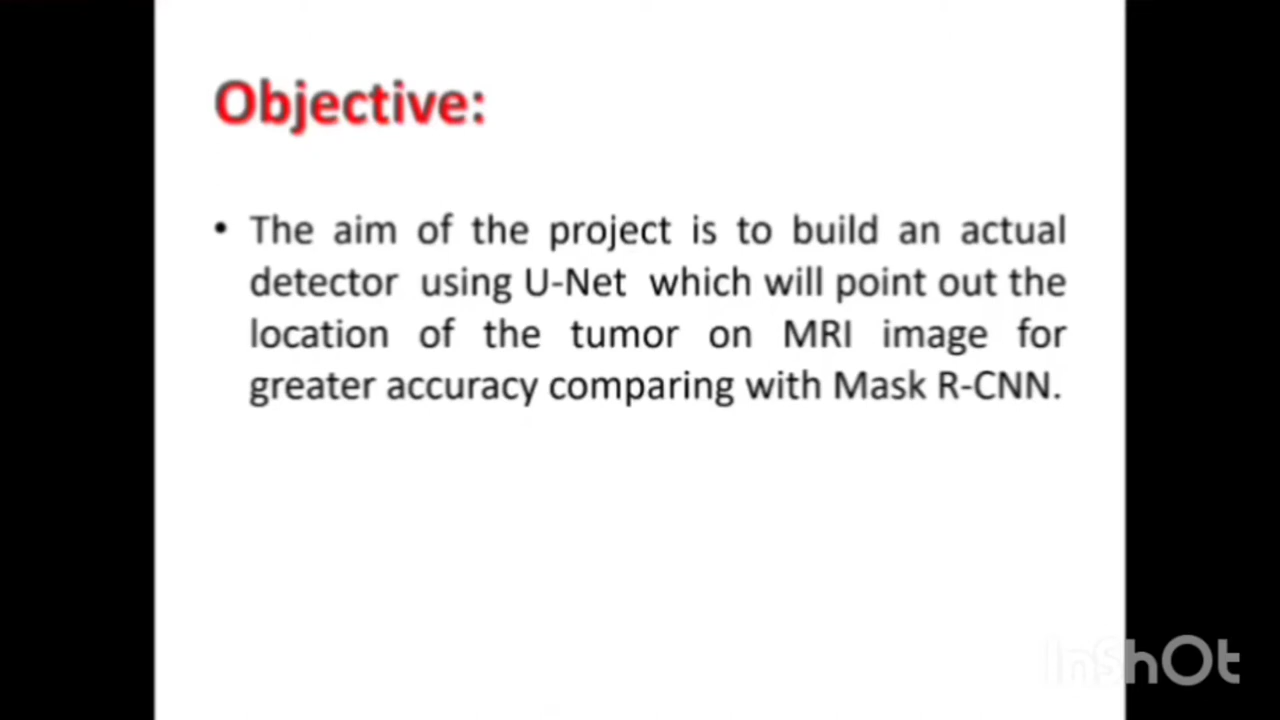 Objective:
• The aim of the project is to build an actual
detector using U-Net which will point out the
location of the tumor on MRI image for
greater accuracy comparing with Mask R-CNN.
InShOt